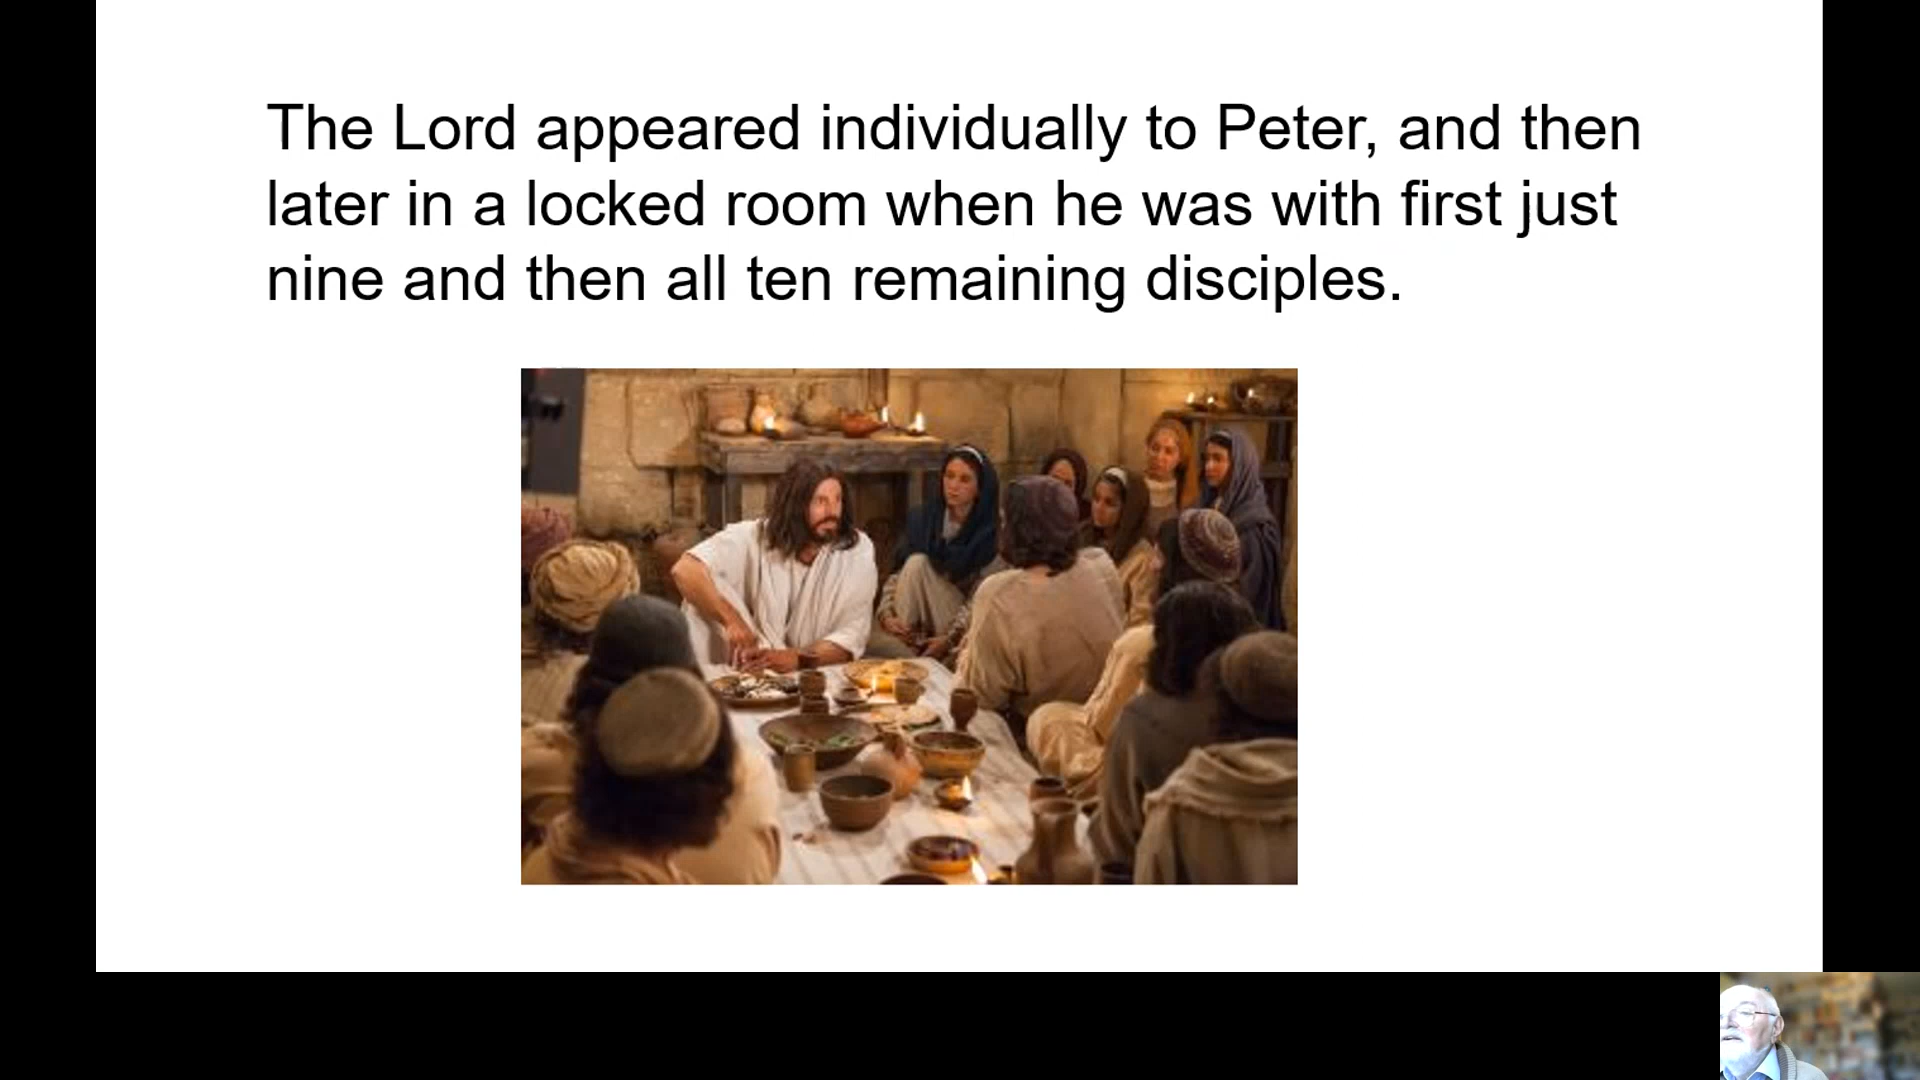 The Lord appeared individually to Peter, and then
later in a locked room when he was with first just
nine and then all ten remaining disciples.